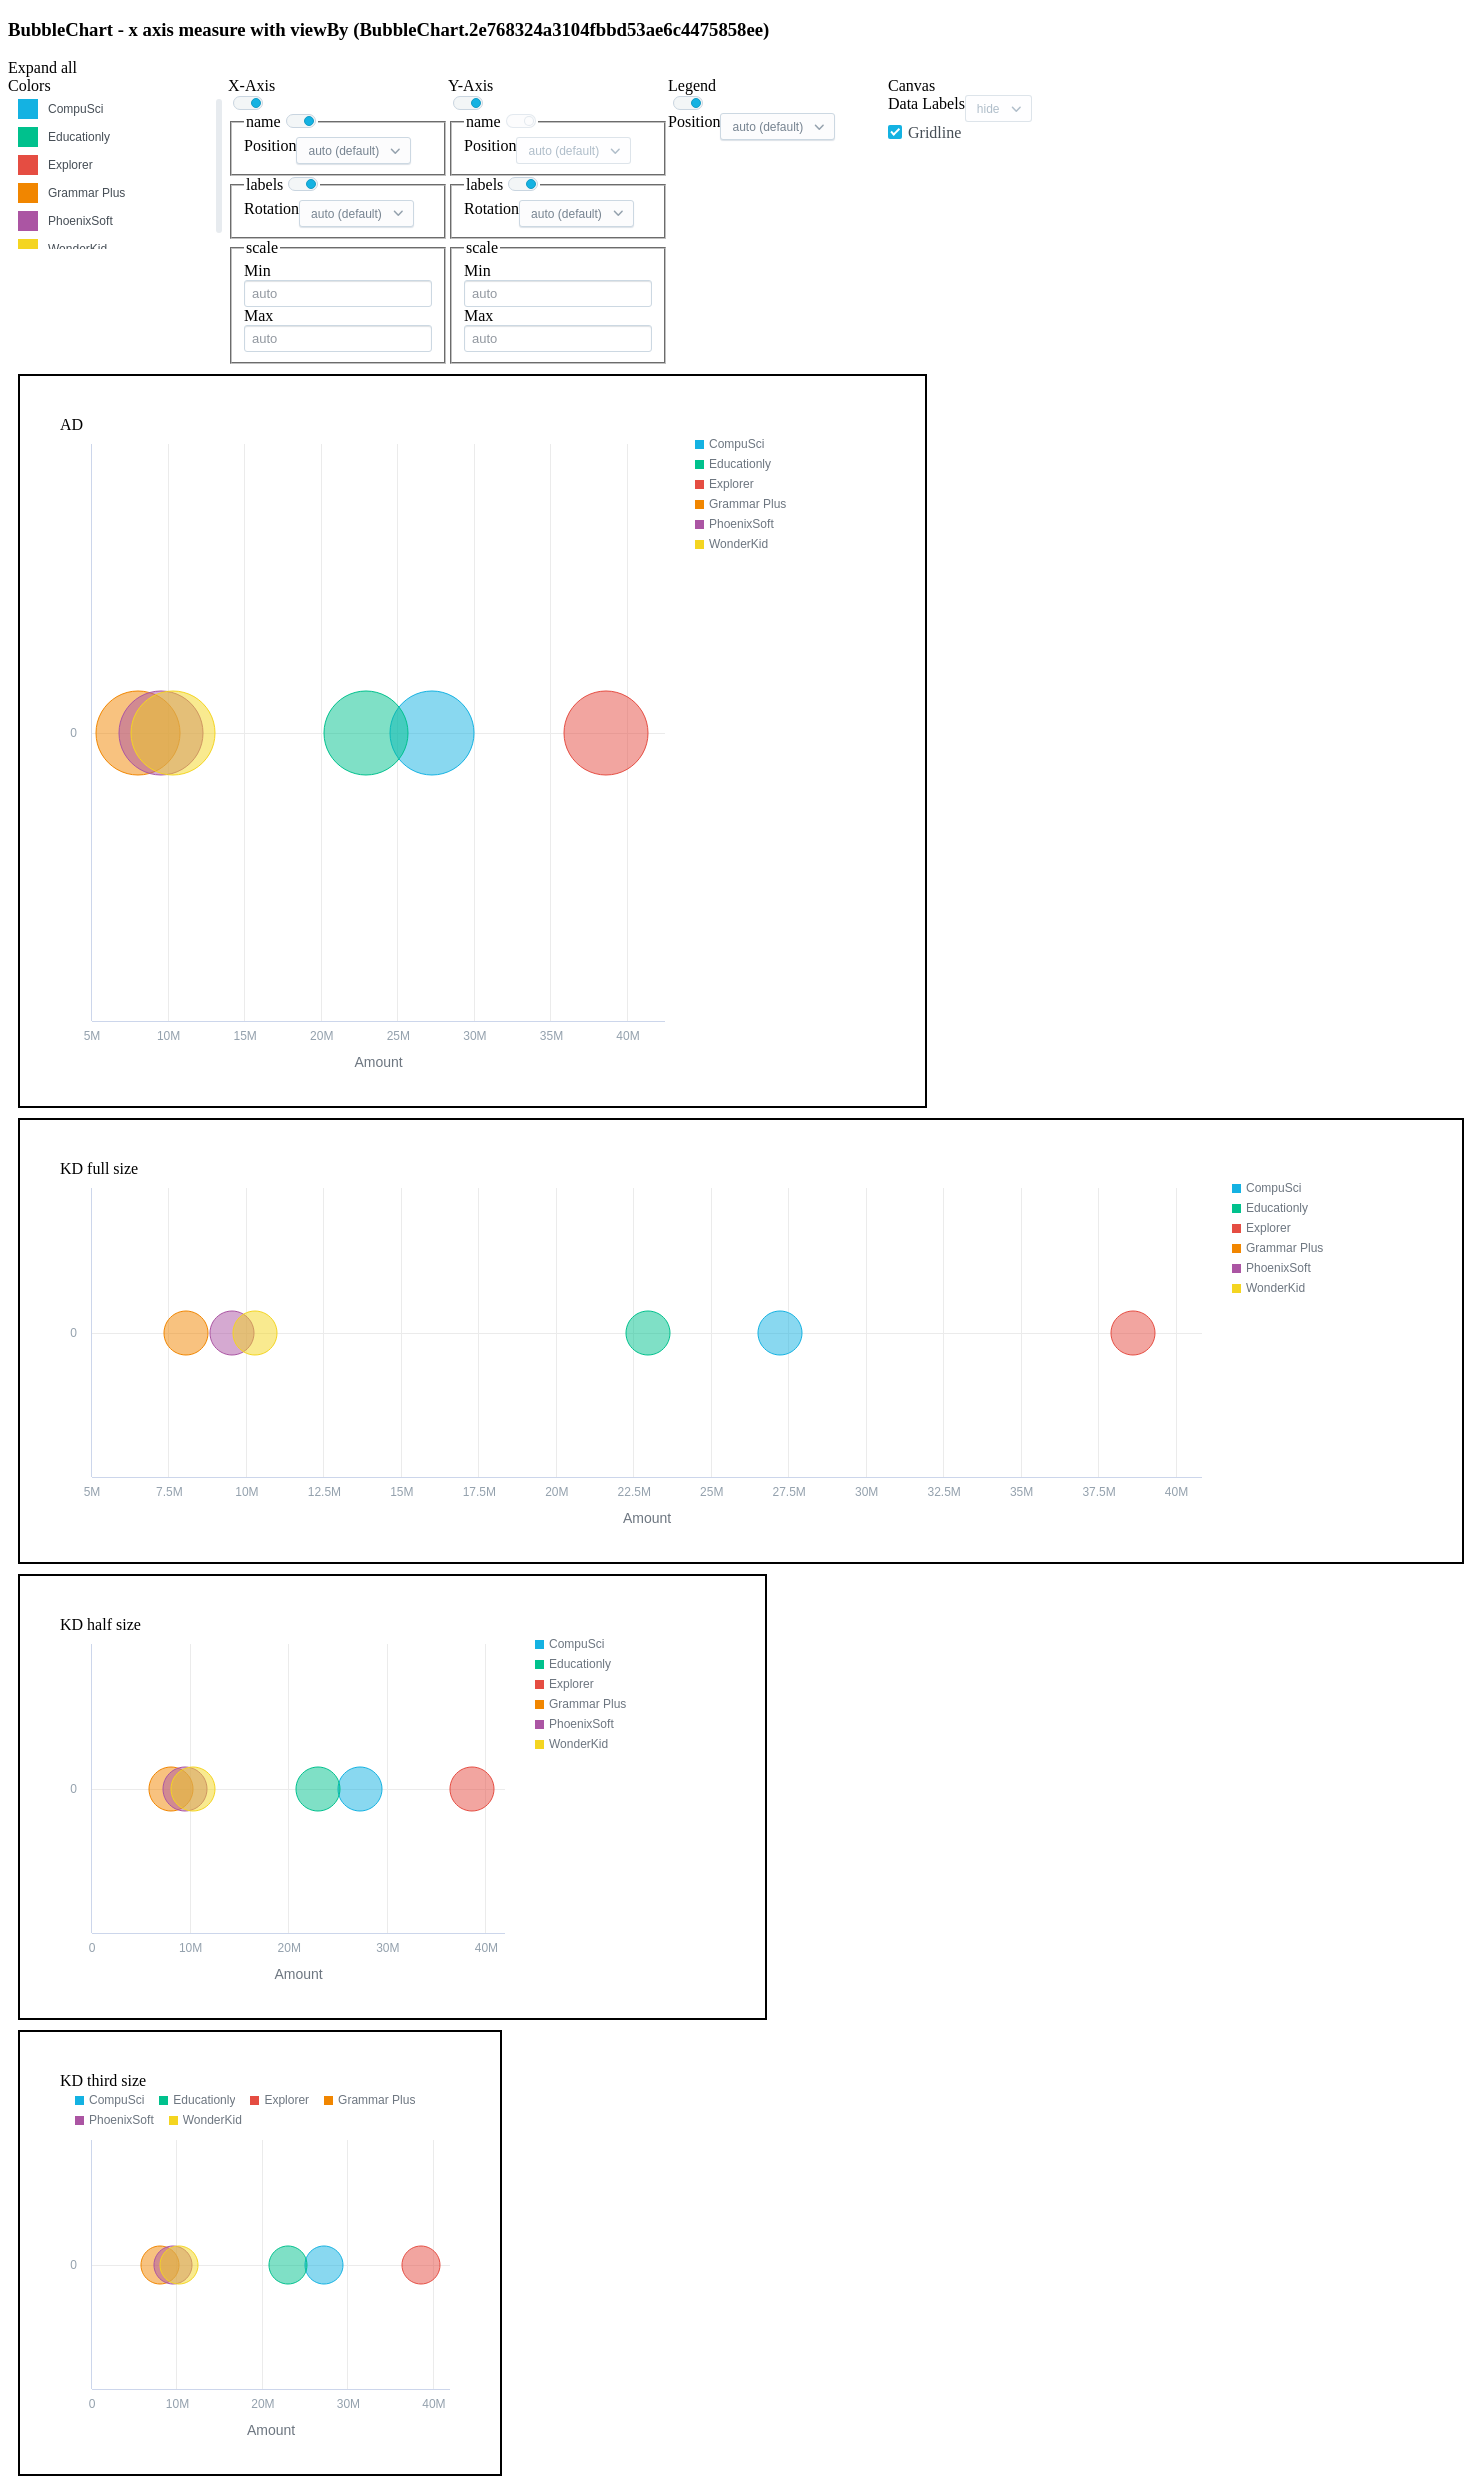 BubbleChart - x axis measure with viewBy (BubbleChart.2e768324a3104fbbd53ae6c4475858ee)
Expand all
Colors
CompuSci
Educationly
Explorer
Grammar Plus
PhoenixSoft
WonderKid
X-Axis
name
Position auto (default)
labels
Rotation auto (default)
scale
Min
auto
Max
auto
Y-Axis
name
Position auto (default)
labels
Rotation auto (default)
scale
Min
auto
Max
auto
Legend
Position auto (default)
Canvas
Data Labels hide
Gridline
AD
CompuSci
Educationly
Explorer
Grammar Plus
PhoenixSoft
WonderKid
0
5M 10M 15M 20M 25M 30M 35M 40M
Amount
KD full size
CompuSci
Educationly
Explorer
Grammar Plus
PhoenixSoft
WonderKid
0
5M 7.5M 10M 12.5M 15M 17.5M 20M 22.5M 25M 27.5M 30M 32.5M 35M 37.5M 40M
Amount
KD half size
CompuSci
Educationly
Explorer
Grammar Plus
PhoenixSoft
WonderKid
0
0 10M 20M 30M 40M
Amount
KD third size
CompuSci Educationly Explorer Grammar Plus
PhoenixSoft WonderKid
0
0 10M 20M 30M 40M
Amount